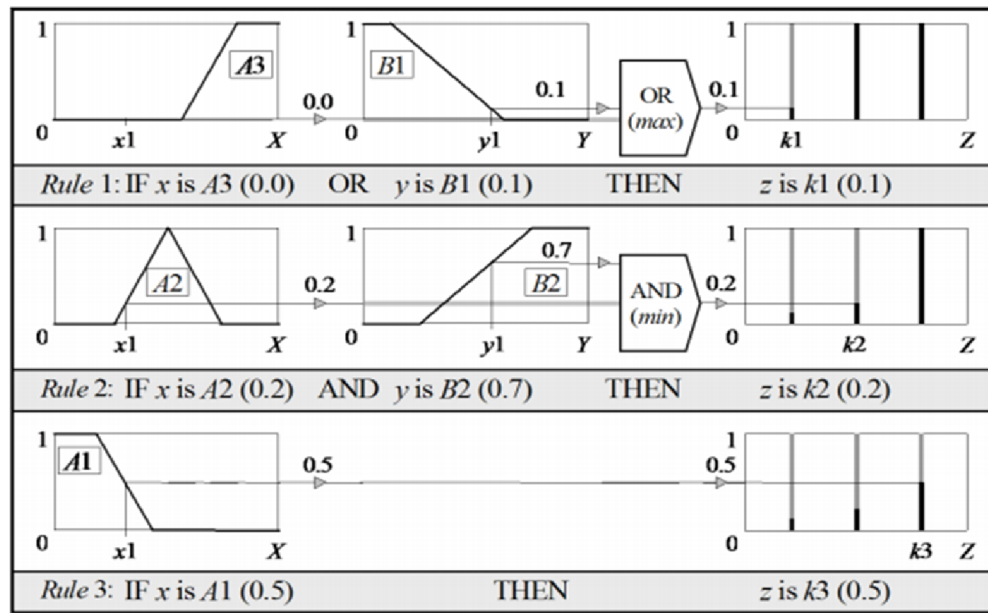 1 A3 0.0 1 B1 0.1 OR (max) 0.1 1
0 x1 X 0 y1 Y 0 k1 Z
Rule 1: IF x is A3 (0.0) OR y is B1 (0.1) THEN z is k1 (0.1)
1 A2 0.2 1 0.7 B2 AND (min) 0.2 1
0 x1 X 0 y1 Y 0 k2 Z
Rule 2: IF x is A2 (0.2) AND y is B2 (0.7) THEN z is k2 (0.2)
1 A1 0.5 0.5 1
0 x1 X 0 k3 Z
Rule 3: IF x is A1 (0.5) THEN z is k3 (0.5)